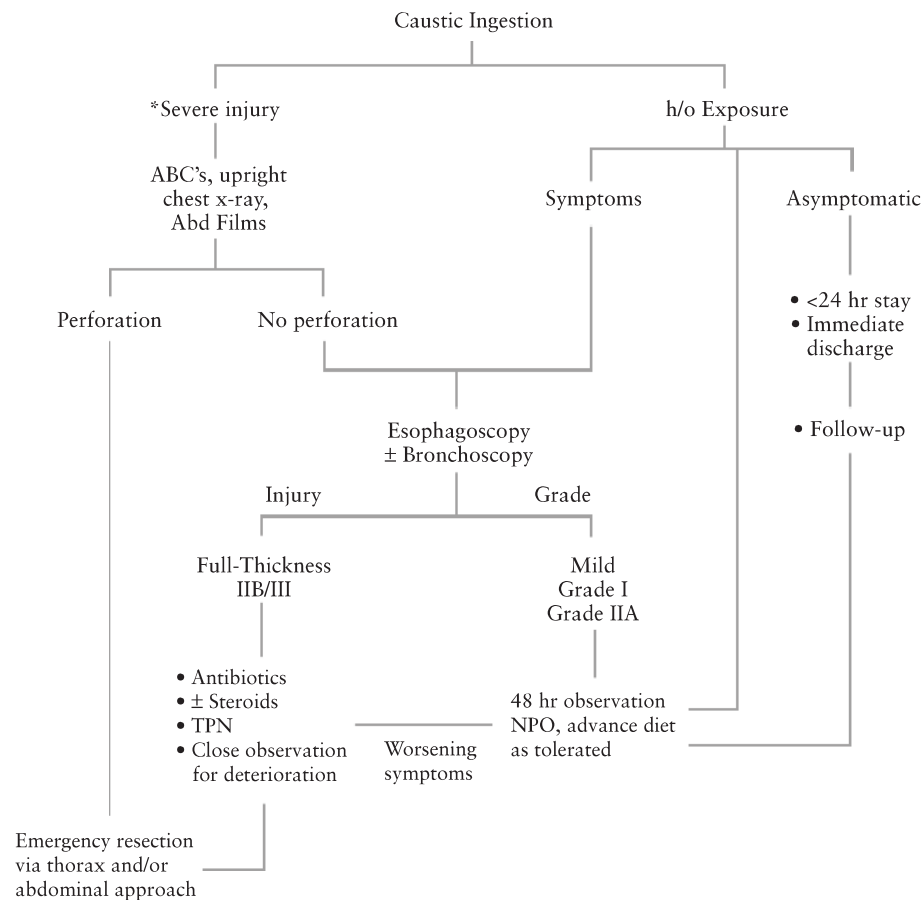 Caustic Ingestion
*Severe injury
h/o Exposure
ABC’s, upright
chest x-ray,
Abd Films
Symptoms
Asymptomatic
Perforation
No perforation
• <24 hr stay
• Immediate
discharge
• Follow-up
Esophagoscopy
± Bronchoscopy
Injury
Grade
Full-Thickness
IIB/III
Mild
Grade I
Grade IIA
• Antibiotics
• ± Steroids
• TPN
• Close observation
for deterioration
Worsening
symptoms
48 hr observation
NPO, advance diet
as tolerated
Emergency resection
via thorax and/or
abdominal approach